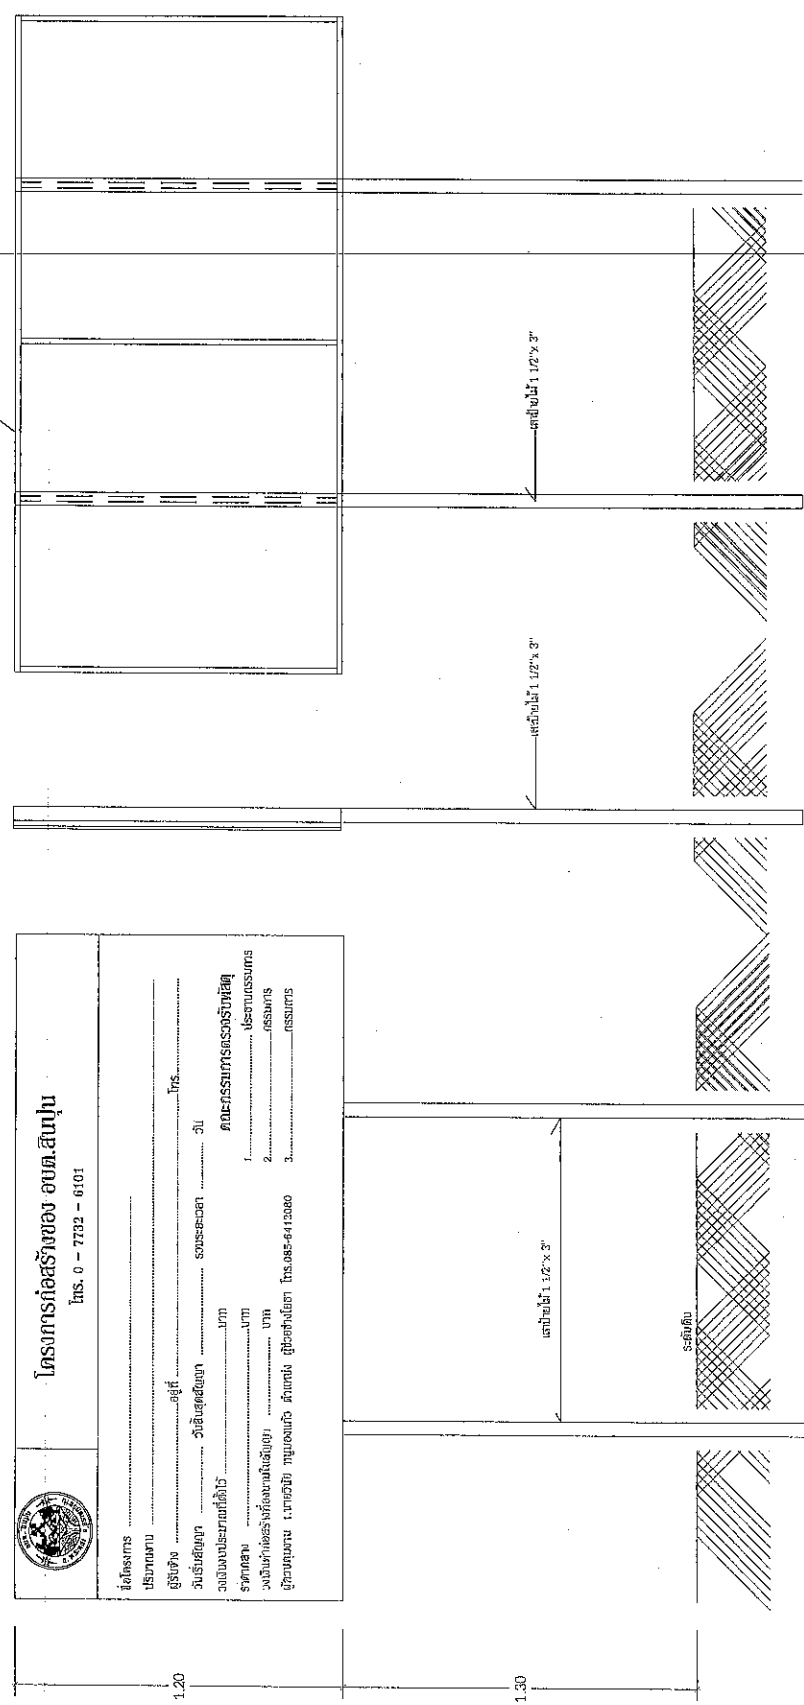 โครงการก่อสร้างของ อบต.สินปุน
โทร. 0 - 7732 - 6101
ชื่อโครงการ
ปริมาณงาน
ผู้รับจ้าง อยู่ที่ โทร.
วันเริ่มสัญญา วันสิ้นสุดสัญญา รวมระยะเวลา วัน
วงเงินงบประมาณที่ตั้งไว้ บาท
ราคากลาง บาท
วงเงินค่าก่อสร้างที่ลงนามในสัญญา บาท
ผู้ควบคุมงาน 1.นายวินัย หนูทองแก้ว ตำแหน่ง ผู้ช่วยช่างโยธา โทร.085-6412080
คณะกรรมการตรวจรับพัสดุ
1. ประธานกรรมการ
2. กรรมการ
3. กรรมการ
เสาป้ายไม้ 1 1/2"x 3"
เสาป้ายไม้ 1 1/2"x 3"
เสาป้ายไม้ 1 1/2"x 3"
ระดับดิน
1.20
1.30